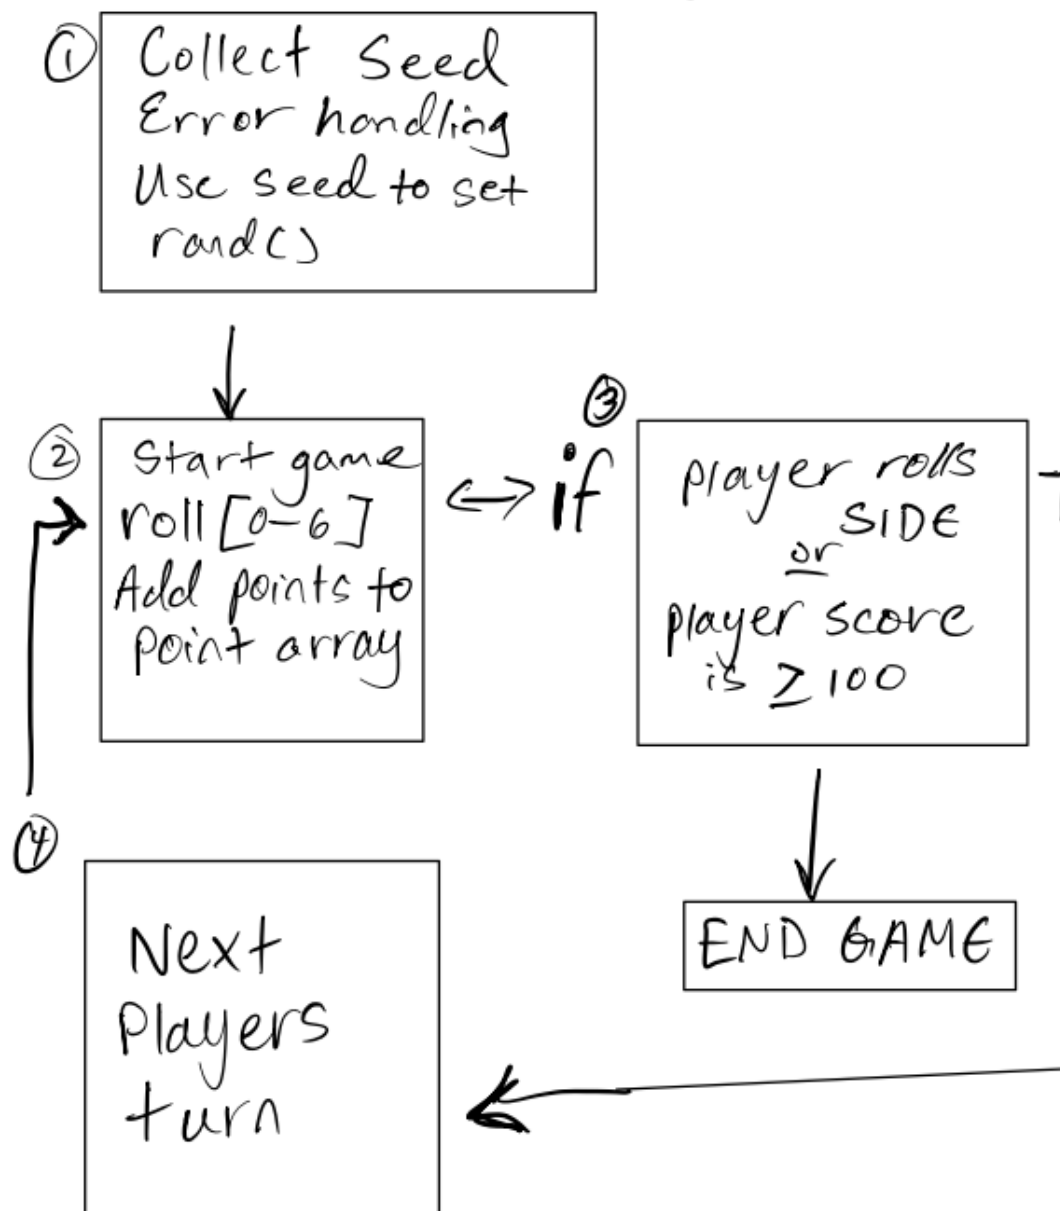 ①
Collect Seed
Error handling
Use seed to set
rand()
②
Start game
roll [0-6]
Add points to
point array
if
③
player rolls
SIDE
or
player score
is ≥ 100
END GAME
④
Next
Players
turn